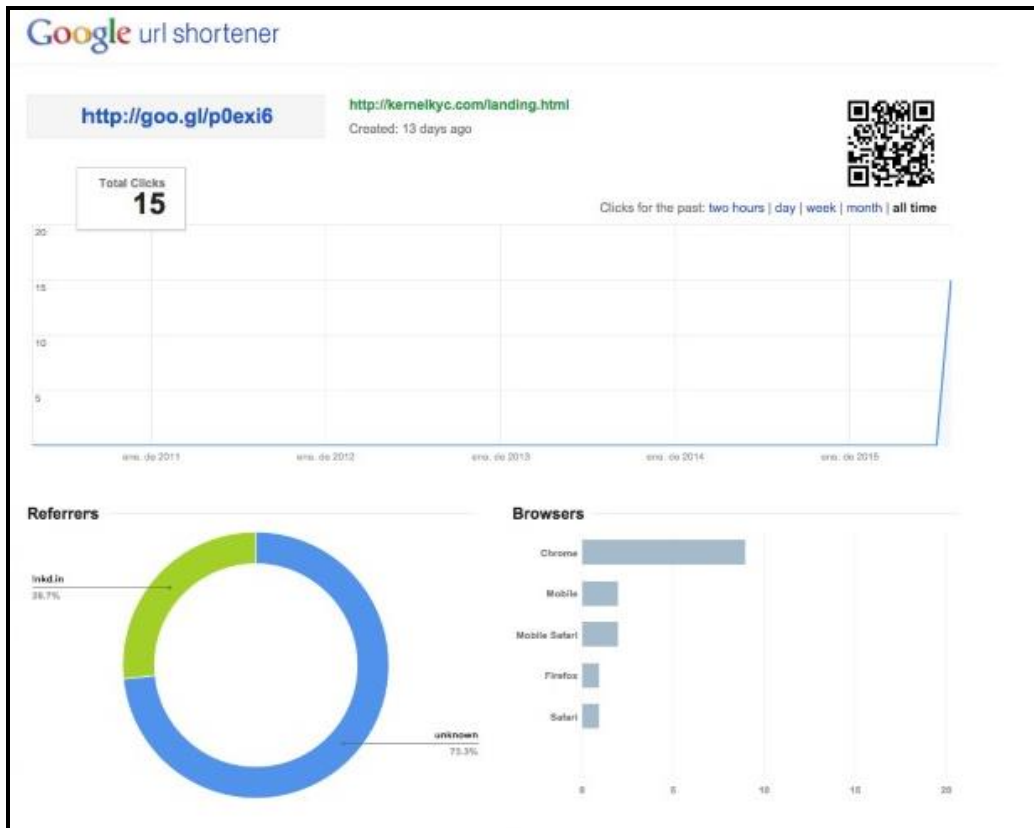 Google url shortener
http://goo.gl/p0exi6
http://kernelkyc.com/landing.html
Created: 13 days ago
Total Clicks
15
Clicks for the past: two hours | day | week | month | all time
20
15
10
5
ene. de 2011
ene. de 2012
ene. de 2013
ene. de 2014
ene. de 2015
Referrers
lnkd.in
26.7%
unknown
73.3%
Browsers
Chrome
Mobile
Mobile Safari
Firefox
Safari
0
5
10
15
20